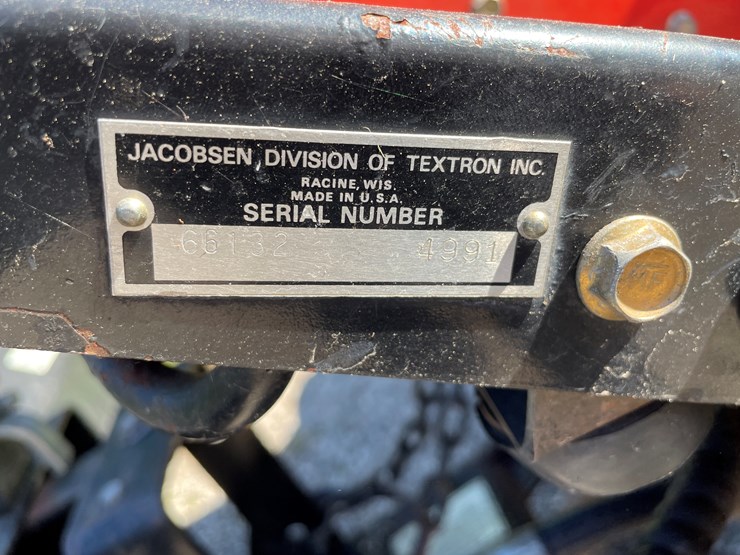 JACOBSEN, DIVISION OF TEXTRON INC.
RACINE, WIS.
MADE IN U.S.A.
SERIAL NUMBER
66132 4991